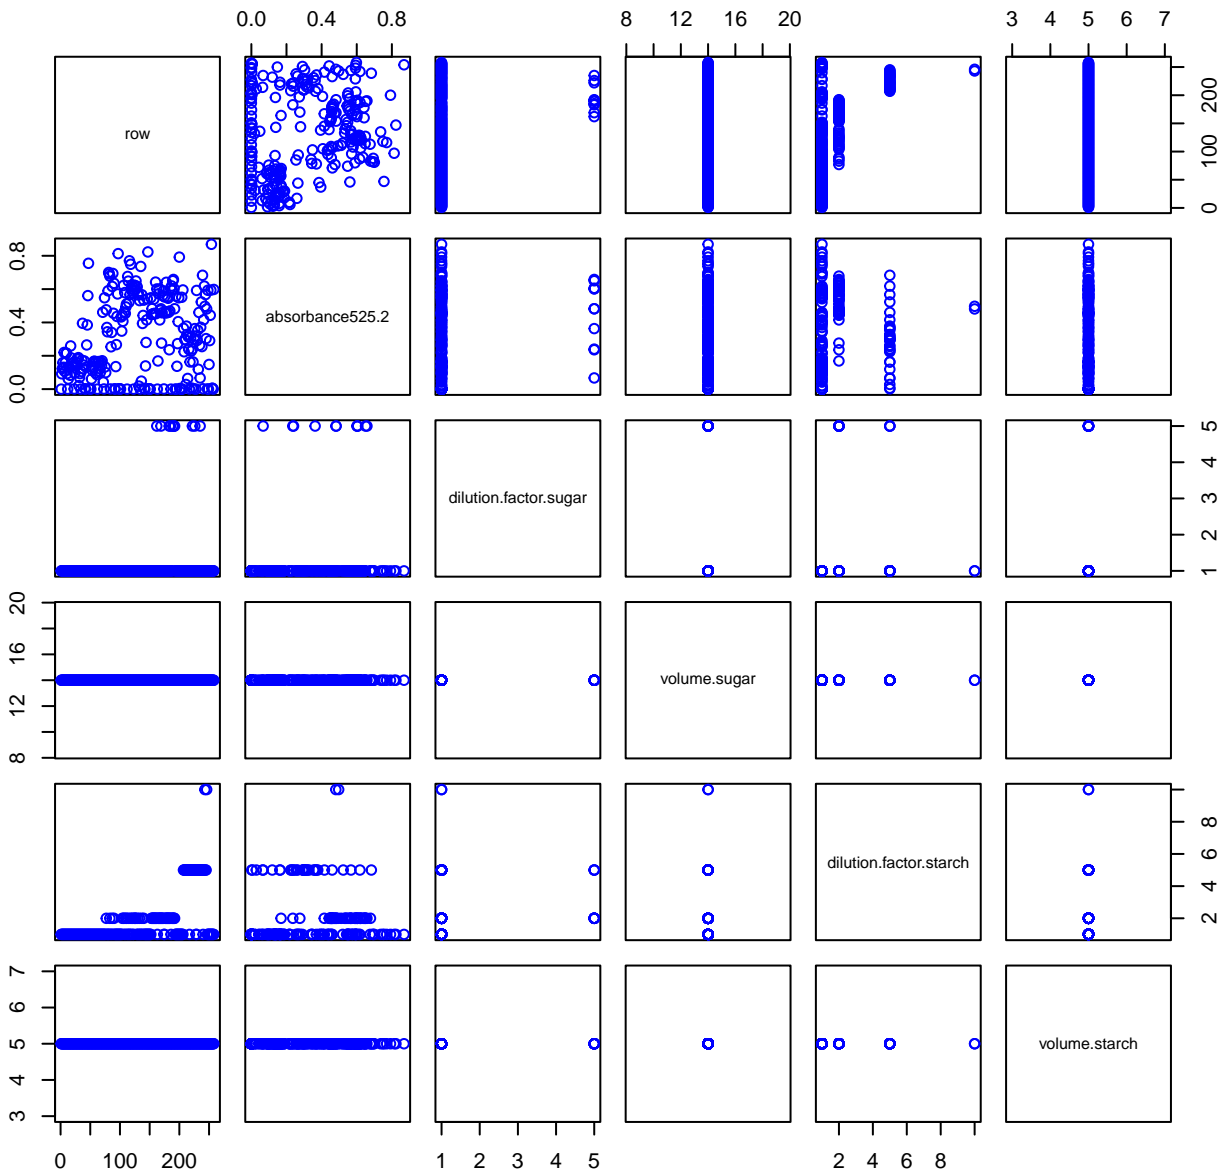 0.0 0.4 0.8 8 12 16 20 3 4 5 6 7
row
0 100 200
0.0 0.4 0.8
absorbance525.2
dilution.factor.sugar
1 2 3 4 5
8 12 16 20
volume.sugar
dilution.factor.starch
2 4 6 8
3 4 5 6 7
volume.starch
0 100 200 1 2 3 4 5 2 4 6 8